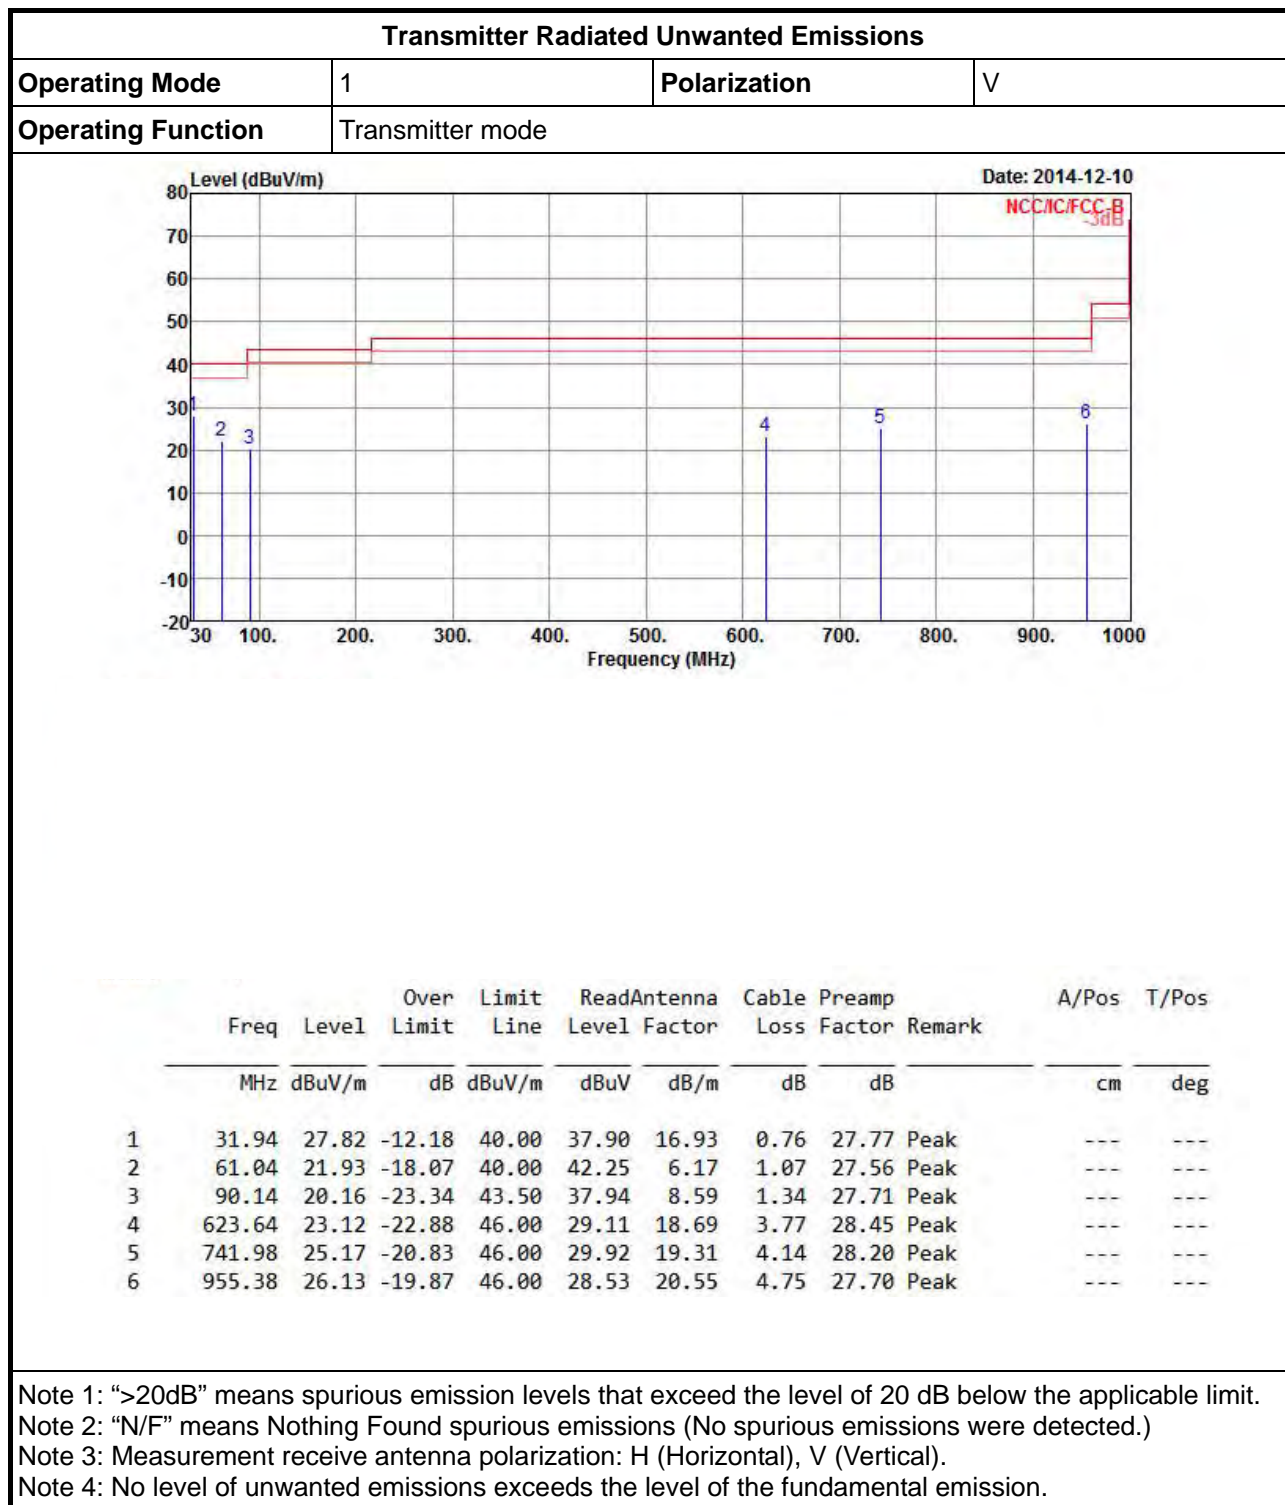 Transmitter Radiated Unwanted Emissions
Operating Mode 1 Polarization V
Operating Function Transmitter mode
Level (dBuV/m) Date: 2014-12-10
80
NCC/IC/FCC-B
-3dB
70
60
50
40
30
20
10
0
-10
-20
1
2
3
4
5
6
30 100. 200. 300. 400. 500. 600. 700. 800. 900. 1000
Frequency (MHz)
Over Limit ReadAntenna Cable Preamp A/Pos T/Pos
Freq Level Limit Line Level Factor Loss Factor Remark
MHz dBuV/m dB dBuV/m dBuV dB/m dB dB cm deg
1 31.94 27.82 -12.18 40.00 37.90 16.93 0.76 27.77 Peak --- ---
2 61.04 21.93 -18.07 40.00 42.25 6.17 1.07 27.56 Peak --- ---
3 90.14 20.16 -23.34 43.50 37.94 8.59 1.34 27.71 Peak --- ---
4 623.64 23.12 -22.88 46.00 29.11 18.69 3.77 28.45 Peak --- ---
5 741.98 25.17 -20.83 46.00 29.92 19.31 4.14 28.20 Peak --- ---
6 955.38 26.13 -19.87 46.00 28.53 20.55 4.75 27.70 Peak --- ---
Note 1: “>20dB” means spurious emission levels that exceed the level of 20 dB below the applicable limit.
Note 2: “N/F” means Nothing Found spurious emissions (No spurious emissions were detected.)
Note 3: Measurement receive antenna polarization: H (Horizontal), V (Vertical).
Note 4: No level of unwanted emissions exceeds the level of the fundamental emission.